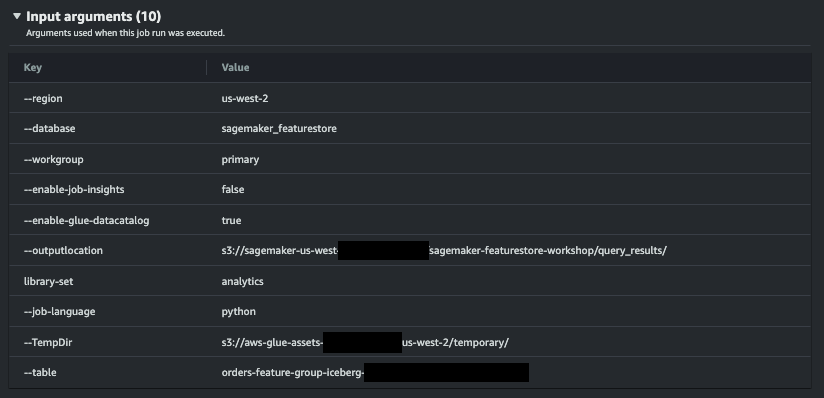 ▼ Input arguments (10)
Arguments used when this job run was executed.
Key Value
--region us-west-2
--database sagemaker_featurestore
--workgroup primary
--enable-job-insights false
--enable-glue-datacatalog true
--outputlocation s3://sagemaker-us-west- sagemaker-featurestore-workshop/query_results/
library-set analytics
--job-language python
--TempDir s3://aws-glue-assets- us-west-2/temporary/
--table orders-feature-group-iceberg-